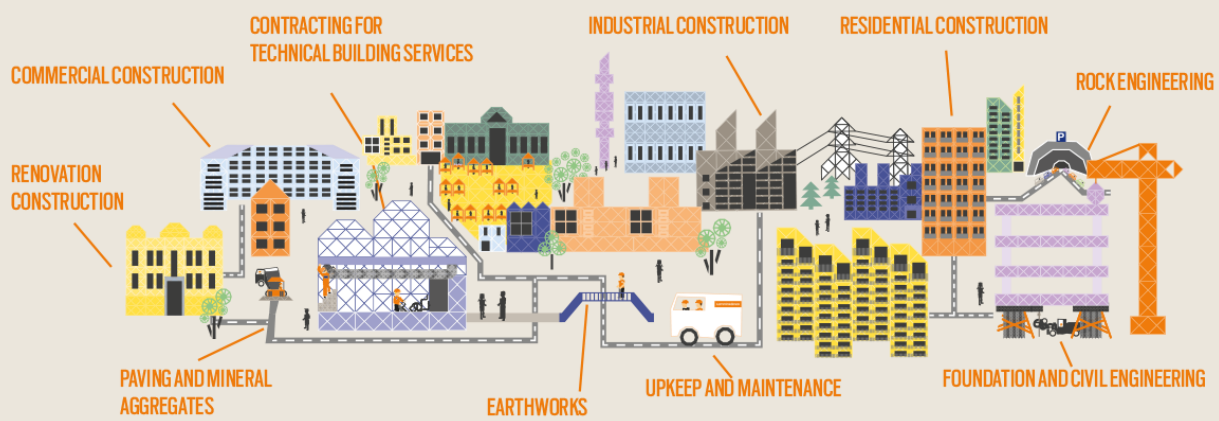 CONTRACTING FOR
TECHNICAL BUILDING SERVICES
INDUSTRIAL CONSTRUCTION
RESIDENTIAL CONSTRUCTION
COMMERCIAL CONSTRUCTION
ROCK ENGINEERING
P
RENOVATION
CONSTRUCTION
PAVING AND MINERAL
AGGREGATES
EARTHWORKS
UPKEEP AND MAINTENANCE
FOUNDATION AND CIVIL ENGINEERING